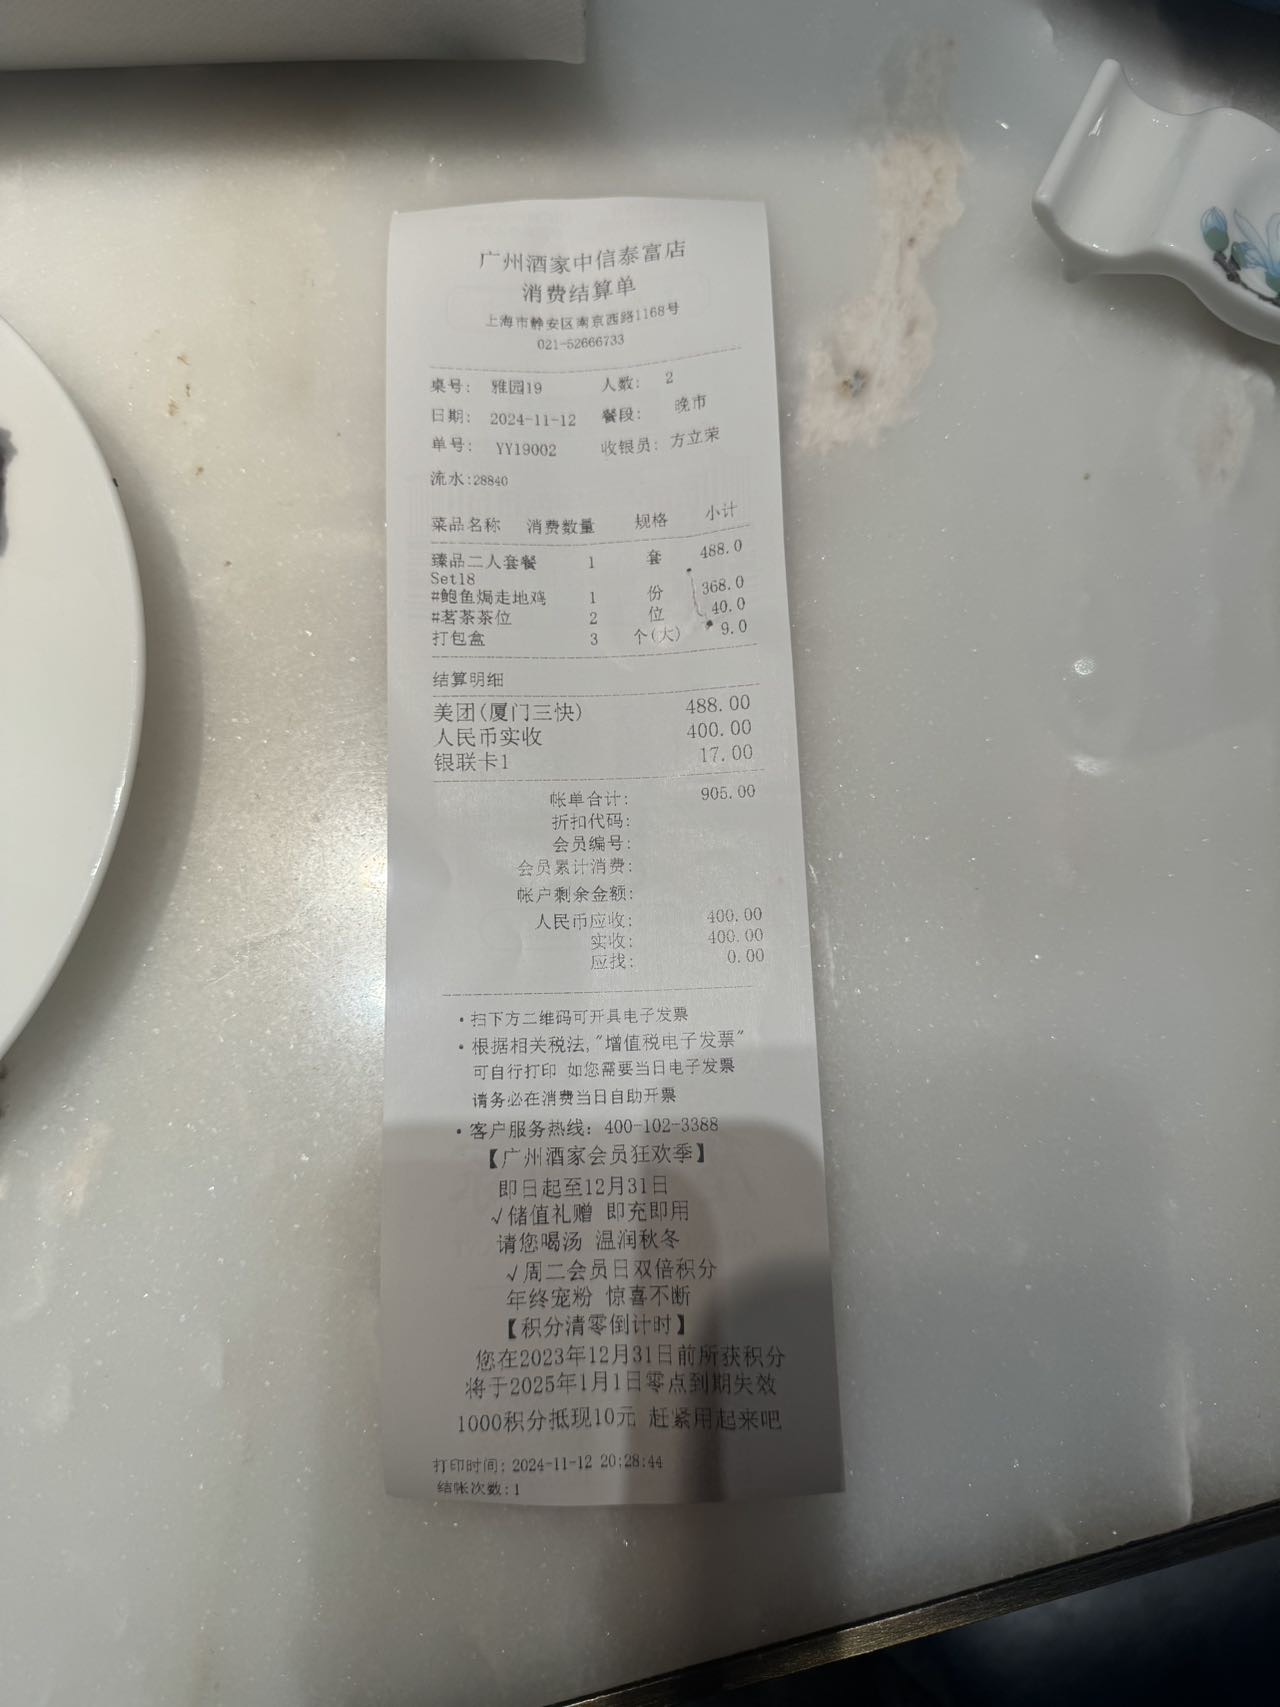 广州酒家中信泰富店
消费结算单
上海市静安区南京西路1168号
021-52666733
桌号: 雅园19 人数: 2
日期: 2024-11-12 餐段: 晚市
单号: YY19002 收银员: 方立荣
流水:28840
菜品名称 消费数量 规格 小计
臻品二人套餐 1 套 488.0
Set18
#鲍鱼焗走地鸡 1 份 368.0
#茗茶茶位 2 位 40.0
打包盒 3 个(大) 9.0
结算明细
美团(厦门三快) 488.00
人民币实收 400.00
银联卡1 17.00
帐单合计: 905.00
折扣代码:
会员编号:
会员累计消费:
帐户剩余金额:
人民币应收: 400.00
实收: 400.00
应找: 0.00
•扫下方二维码可开具电子发票
•根据相关税法,"增值税电子发票"
可自行打印 如您需要当日电子发票
请务必在消费当日自助开票
•客户服务热线: 400-102-3388
【广州酒家会员狂欢季】
即日起至12月31日
√储值礼赠 即充即用
请您喝汤 温润秋冬
√周二会员日双倍积分
年终宠粉 惊喜不断
【积分清零倒计时】
您在2023年12月31日前所获积分
将于2025年1月1日零点到期失效
1000积分抵现10元 赶紧用起来吧
打印时间: 2024-11-12 20:28:44
结帐次数:1